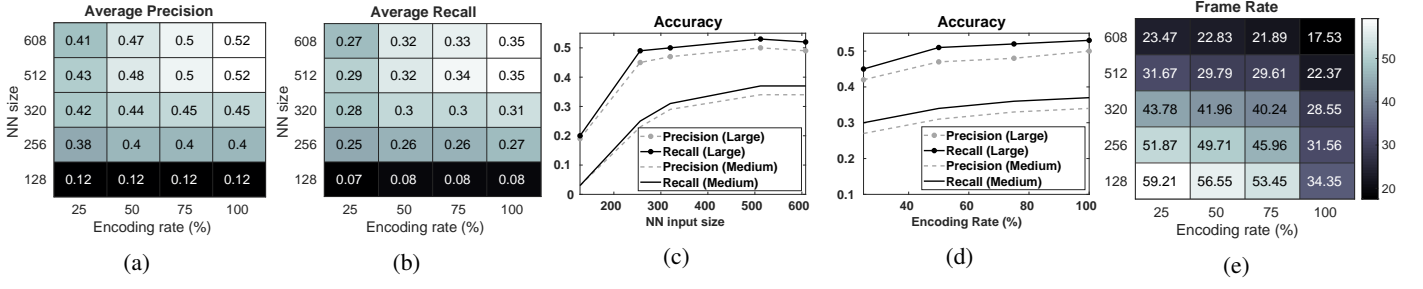 Average Precision
NN size
608 0.41 0.47 0.5 0.52
512 0.43 0.48 0.5 0.52
320 0.42 0.44 0.45 0.45
256 0.38 0.4 0.4 0.4
128 0.12 0.12 0.12 0.12
25 50 75 100
Encoding rate (%)
(a)
Average Recall
NN size
608 0.27 0.32 0.33 0.35
512 0.29 0.32 0.34 0.35
320 0.28 0.3 0.3 0.31
256 0.25 0.26 0.26 0.27
128 0.07 0.08 0.08 0.08
25 50 75 100
Encoding rate (%)
(b)
Accuracy
0.5
0.4
0.3
0.2
0.1
0
Precision (Large)
Recall (Large)
Precision (Medium)
Recall (Medium)
200 300 400 500 600
NN input size
(c)
Accuracy
0.5
0.3
0.1
Precision (Large)
Recall (Large)
Precision (Medium)
Recall (Medium)
40 60 80 100
Encoding Rate (%)
(d)
Frame Rate
NN size
608 23.47 22.83 21.89 17.53
512 31.67 29.79 29.61 22.37
320 43.78 41.96 40.24 28.55
256 51.87 49.71 45.96 31.56
128 59.21 56.55 53.45 34.35
25 50 75 100
Encoding rate (%)
50
40
30
20
(e)